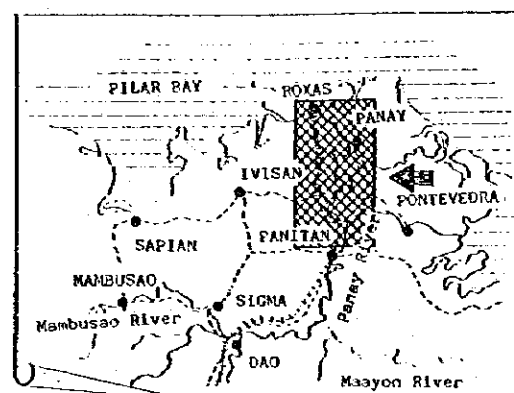 ROXAS
PILAR BAY
PANAY
IVISAN
PONTEVEDRA
SAPIAN
PANITAN
MAMBUSAO
SIGMA
Mambusao River
Panay River
DAO
Maayon River